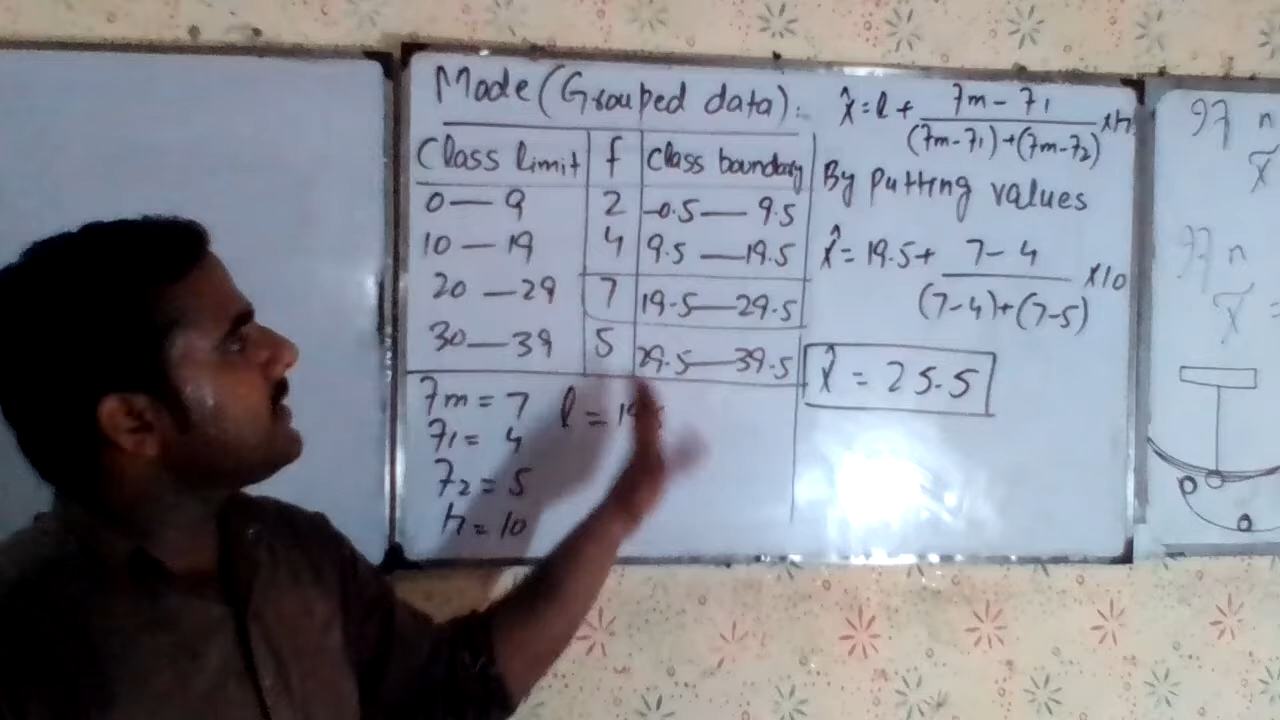 Mode (Grouped data):
Class limit f Class boundary
0 — 9 2 -0.5 — 9.5
10 — 19 4 9.5 — 19.5
20 — 29 7 19.5 — 29.5
30 — 39 5 29.5 — 39.5
fm = 7 l = 19.5
f1 = 4
f2 = 5
h = 10
x̂ = l + fm - f1 / (fm - f1) + (fm - f2) × h
By putting values
x̂ = 19.5 + 7 - 4 / (7 - 4) + (7 - 5) × 10
x̂ = 25.5
n
x̄
n
x̄ =